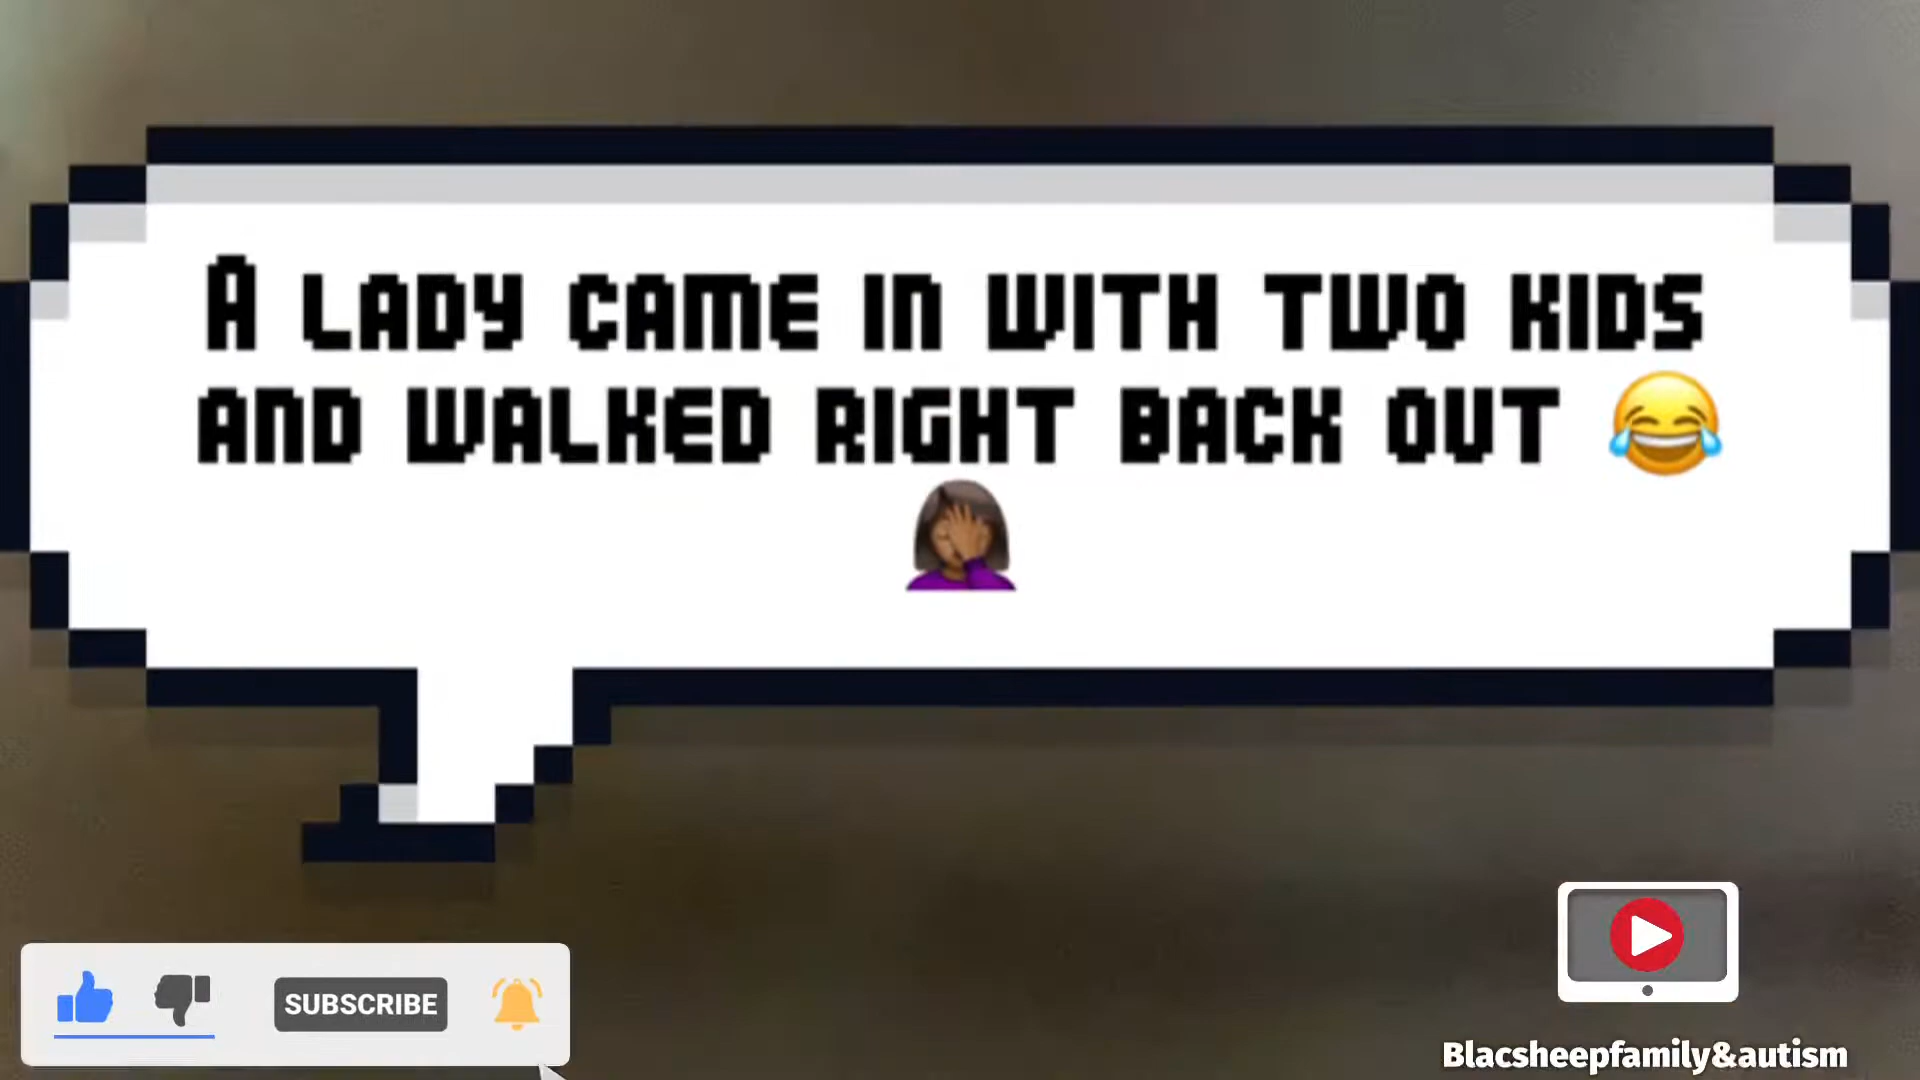 A LADY CAME IN WITH TWO KIDS
AND WALKED RIGHT BACK OUT 😂
🤦🏾‍♀️
SUBSCRIBE
Blacsheepfamily&autism